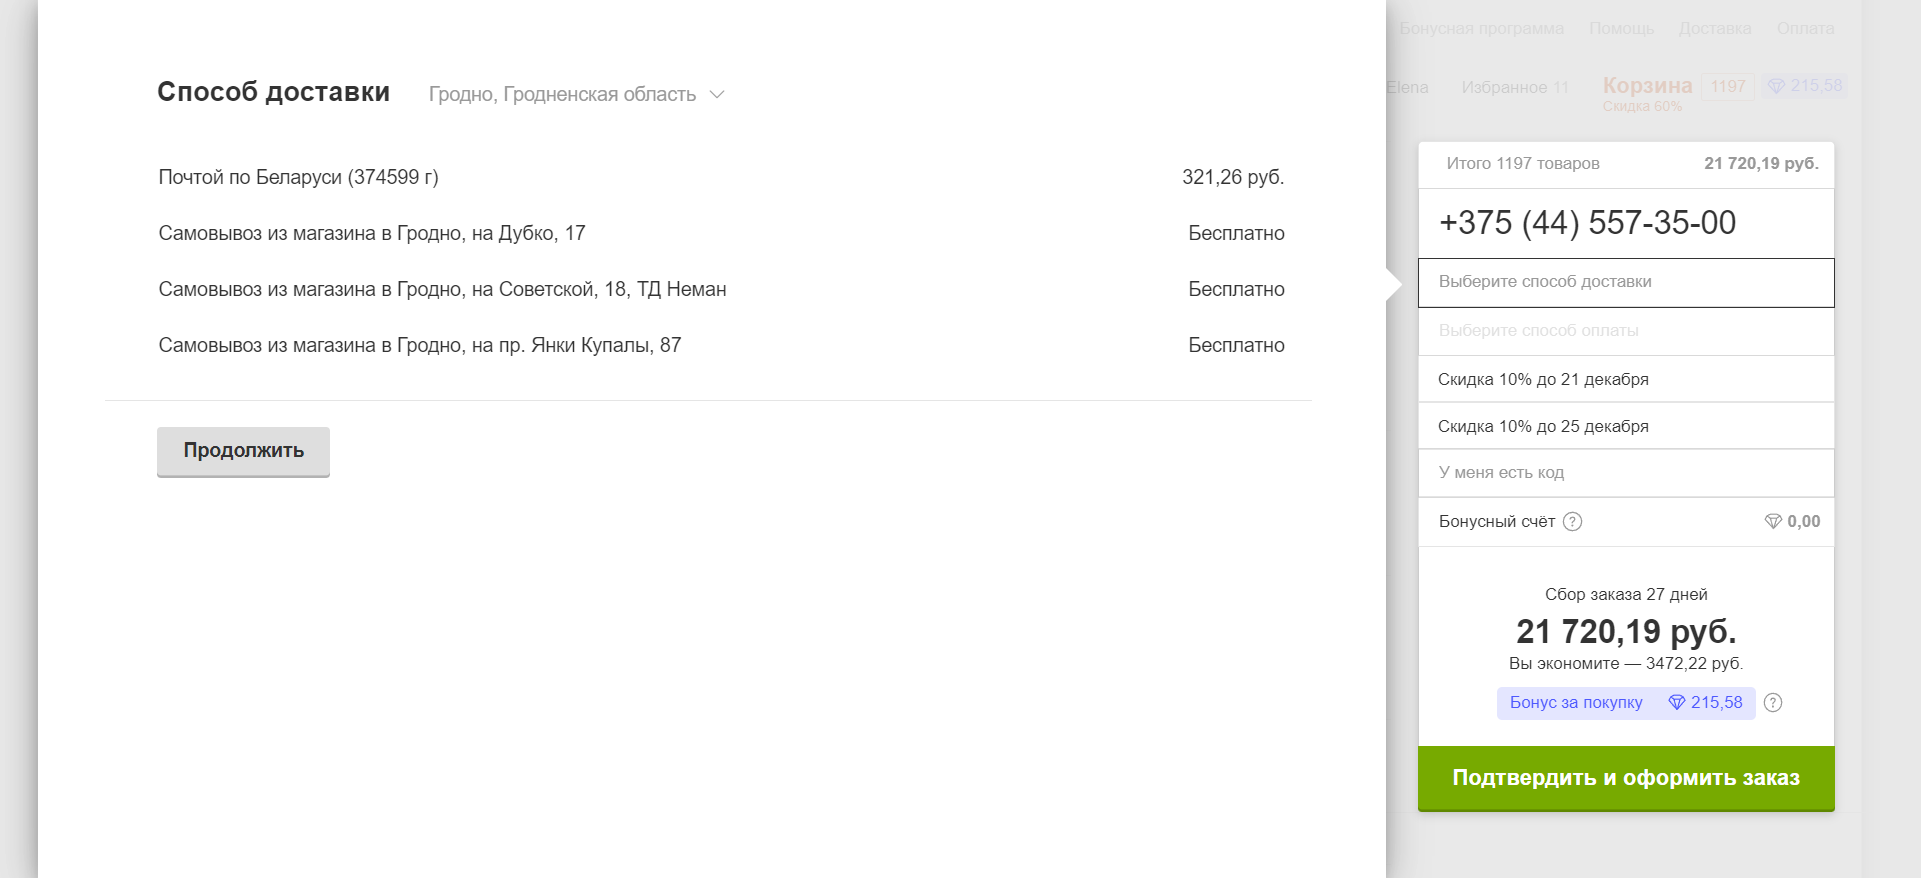 Способ доставки Гродно, Гродненская область
Почтой по Беларуси (374599 г) 321,26 руб.
Самовывоз из магазина в Гродно, на Дубко, 17 Бесплатно
Самовывоз из магазина в Гродно, на Советской, 18, ТД Неман Бесплатно
Самовывоз из магазина в Гродно, на пр. Янки Купалы, 87 Бесплатно
Продолжить
Бонусная программа Помощь Доставка Оплата
Elena Избранное 11 Корзина 1197 215,58
Скидка 60%
Итого 1197 товаров 21 720,19 руб.
+375 (44) 557-35-00
Выберите способ доставки
Выберите способ оплаты
Скидка 10% до 21 декабря
Скидка 10% до 25 декабря
У меня есть код
Бонусный счёт ? 0,00
Сбор заказа 27 дней
21 720,19 руб.
Вы экономите — 3472,22 руб.
Бонус за покупку 215,58 ?
Подтвердить и оформить заказ